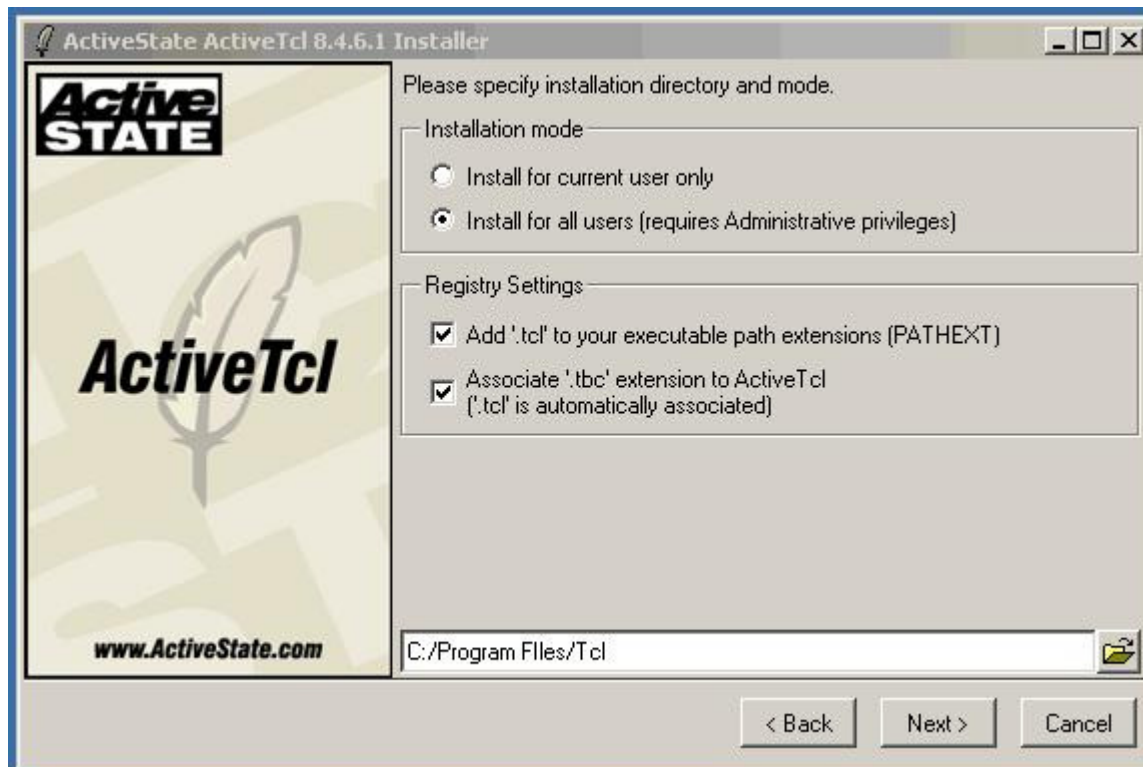 ActiveState ActiveTcl 8.4.6.1 Installer
Active
STATE
ActiveTcl
www.ActiveState.com
Please specify installation directory and mode.
Installation mode
Install for current user only
Install for all users (requires Administrative privileges)
Registry Settings
Add '.tcl' to your executable path extensions (PATHEXT)
Associate '.tbc' extension to ActiveTcl
('.tcl' is automatically associated)
C:/Program FIles/Tcl
< Back
Next >
Cancel